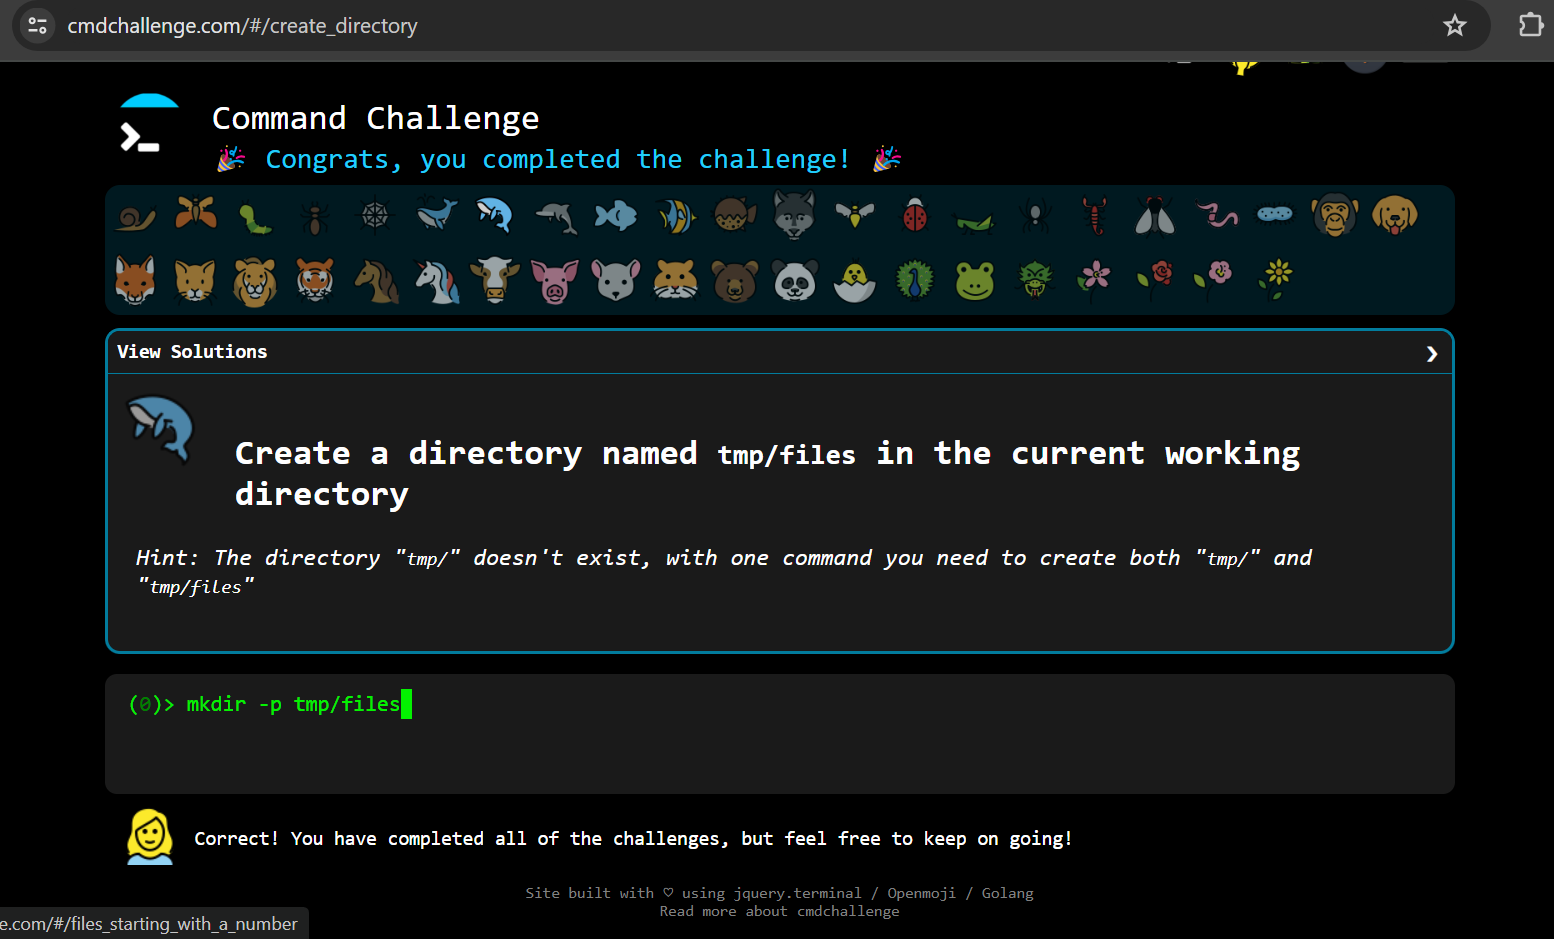 cmdchallenge.com/#/create_directory
Command Challenge
🎉 Congrats, you completed the challenge! 🎉
View Solutions ❯
Create a directory named tmp/files in the current working
directory
Hint: The directory "tmp/" doesn't exist, with one command you need to create both "tmp/" and
"tmp/files"
(0)> mkdir -p tmp/files
Correct! You have completed all of the challenges, but feel free to keep on going!
Site built with ♡ using jquery.terminal / Openmoji / Golang
Read more about cmdchallenge
e.com/#/files_starting_with_a_number